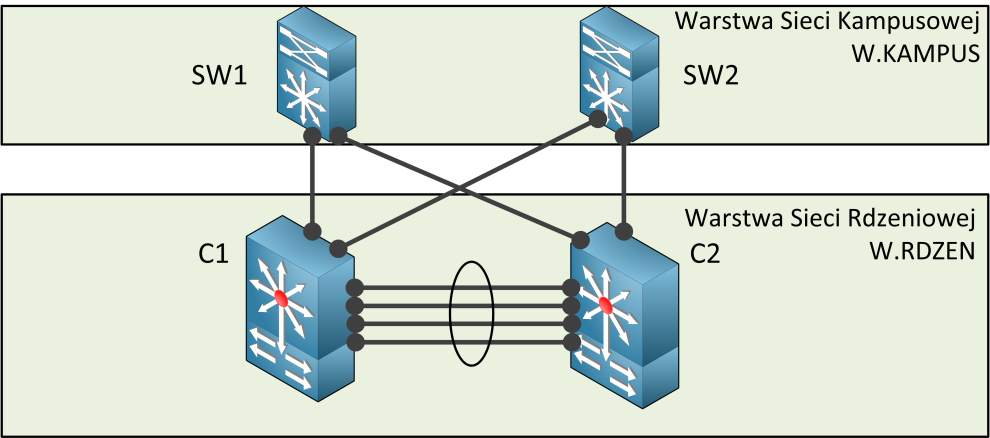 Warstwa Sieci Kampusowej
W.KAMPUS
SW1
SW2
Warstwa Sieci Rdzeniowej
W.RDZEN
C1
C2